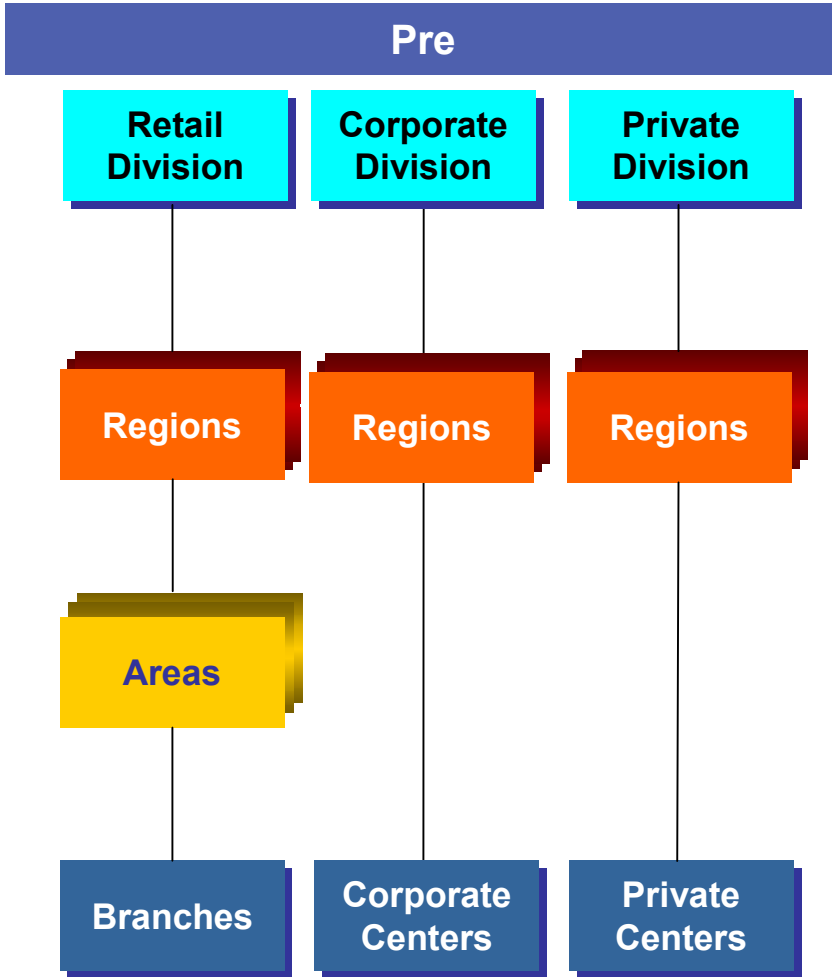 Pre
Retail
Division
Corporate
Division
Private
Division
Regions
Regions
Regions
Areas
Branches
Corporate
Centers
Private
Centers